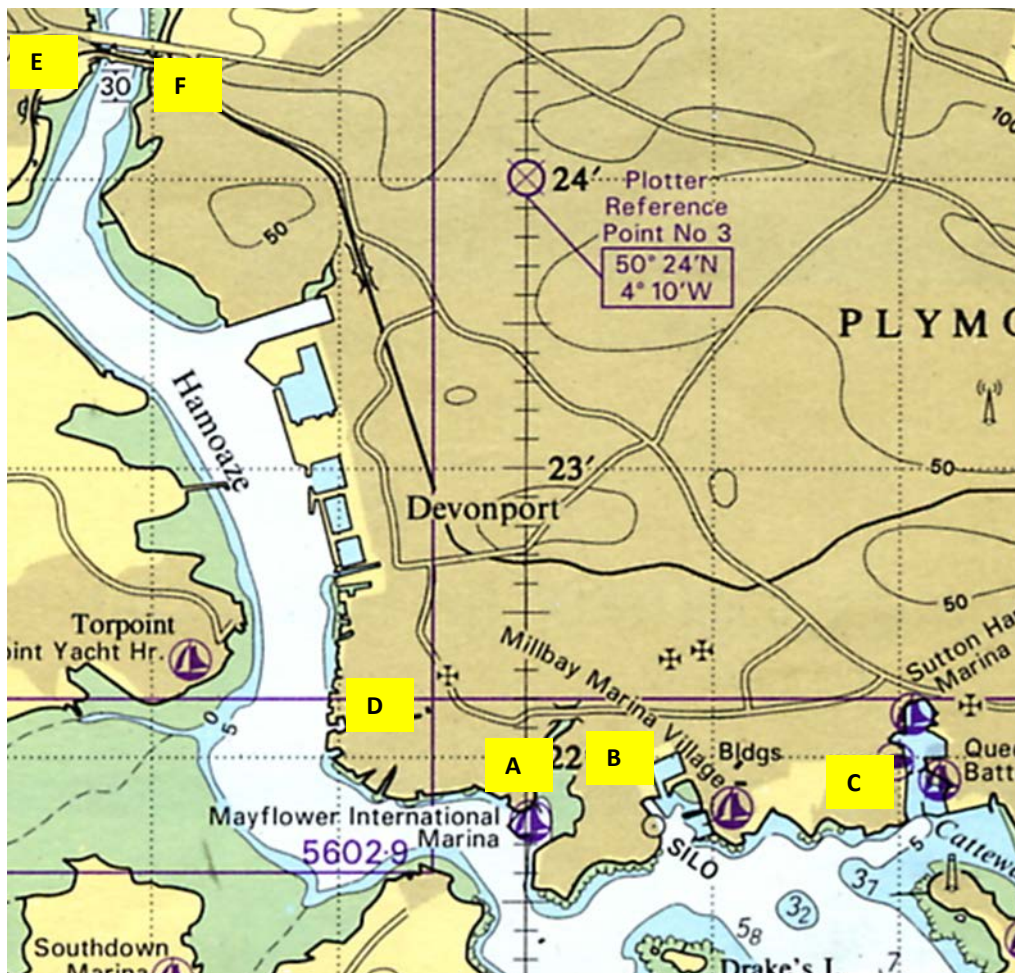 E
F
30
100
24′
Plotter
Reference
Point No 3
50° 24′N
4° 10′W
50
PLYMO
Hamoaze
23′
50
Devonport
50
Torpoint
oint Yacht Hr.
Millbay Marina Village
Sutton Ha
Marina
0
5
D
A
22′
B
Bldgs
C
Que
Batt
Mayflower International
Marina
5602·9
SILO
5
Cattew
37
32
58
Southdown
Marina
Drake's I.
7